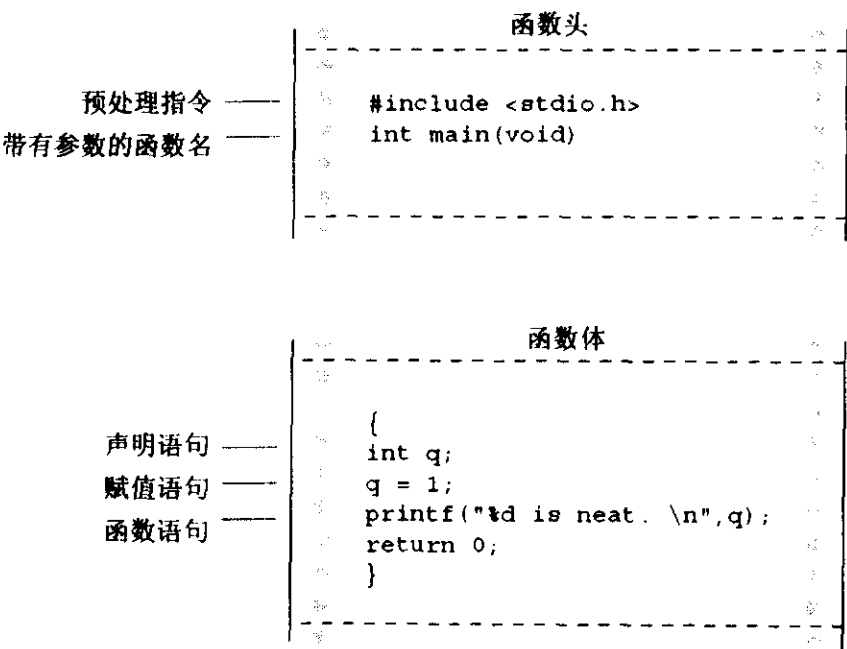 函数头
预处理指令
#include <stdio.h>
带有参数的函数名
int main(void)
函数体
{
声明语句
int q;
赋值语句
q = 1;
函数语句
printf("%d is neat. \n",q);
return 0;
}